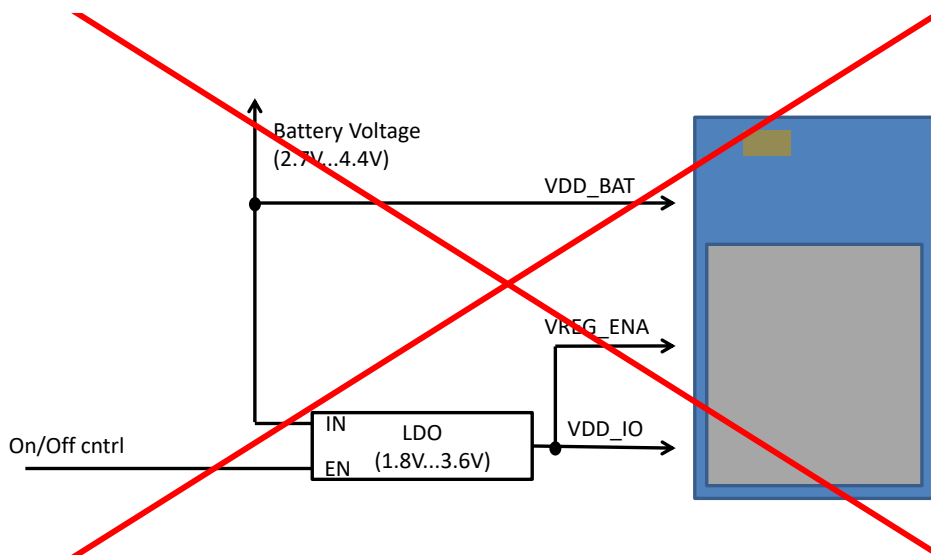 Battery Voltage
(2.7V...4.4V)
VDD_BAT
VREG_ENA
IN
LDO
VDD_IO
On/Off cntrl
EN
(1.8V...3.6V)